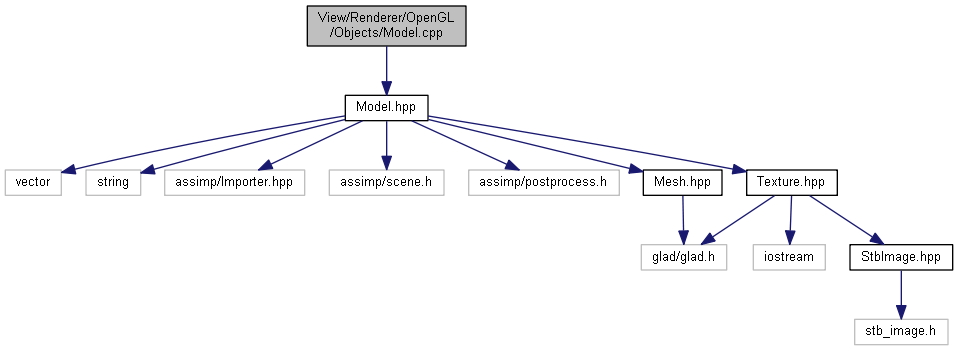 View/Renderer/OpenGL
/Objects/Model.cpp
Model.hpp
vector
string
assimp/Importer.hpp
assimp/scene.h
assimp/postprocess.h
Mesh.hpp
Texture.hpp
glad/glad.h
iostream
StbImage.hpp
stb_image.h